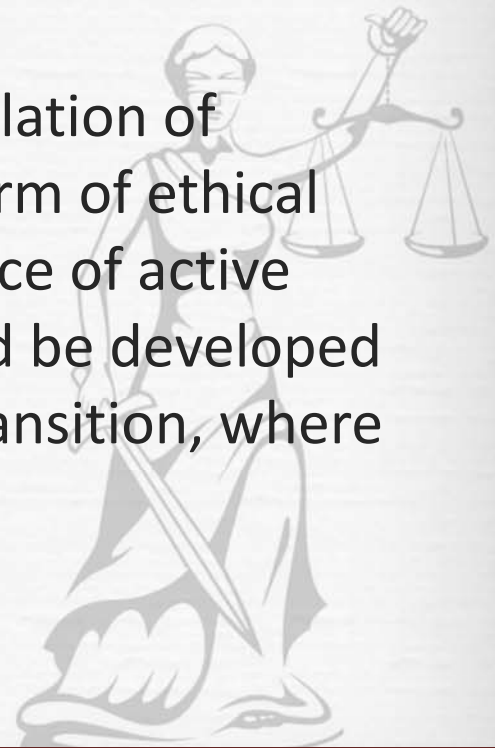 lation of
rm of ethical
ce of active
d be developed
ansition, where